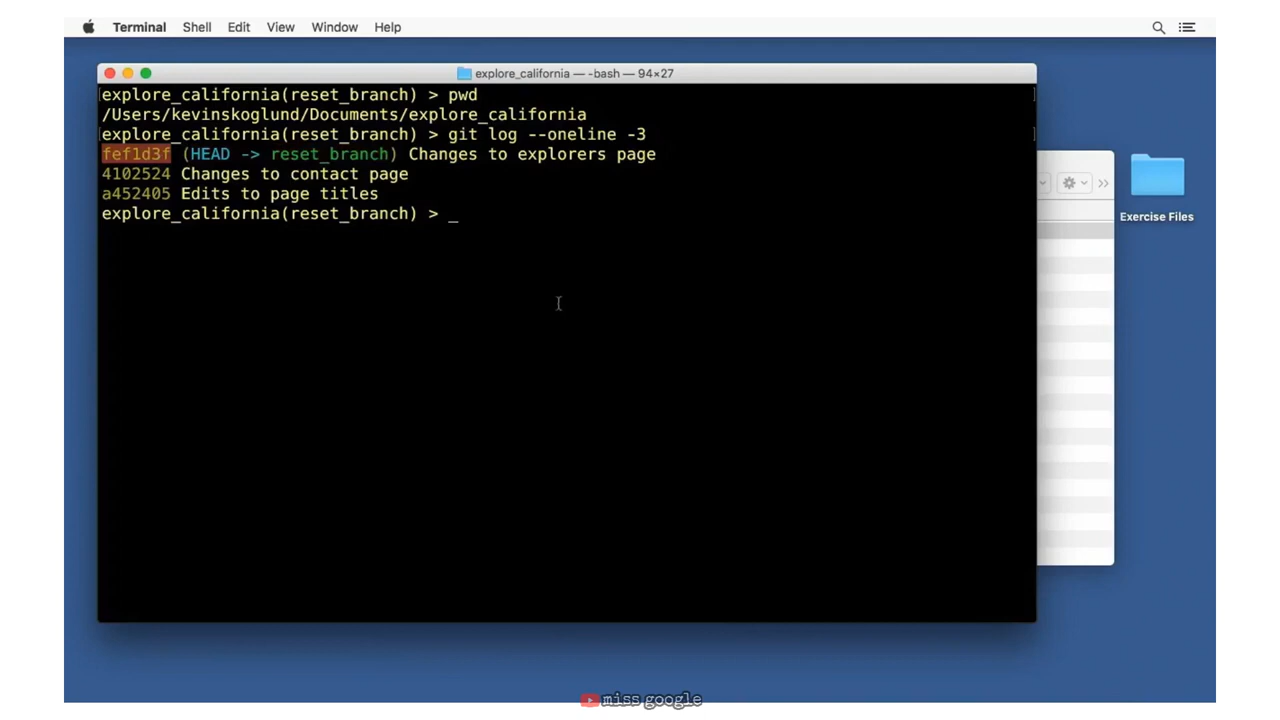 Terminal Shell Edit View Window Help
explore_california — -bash — 94×27
explore_california(reset_branch) > pwd
/Users/kevinskoglund/Documents/explore_california
explore_california(reset_branch) > git log --oneline -3
fef1d3f (HEAD -> reset_branch) Changes to explorers page
4102524 Changes to contact page
a452405 Edits to page titles
explore_california(reset_branch) > _
Exercise Files
miss google